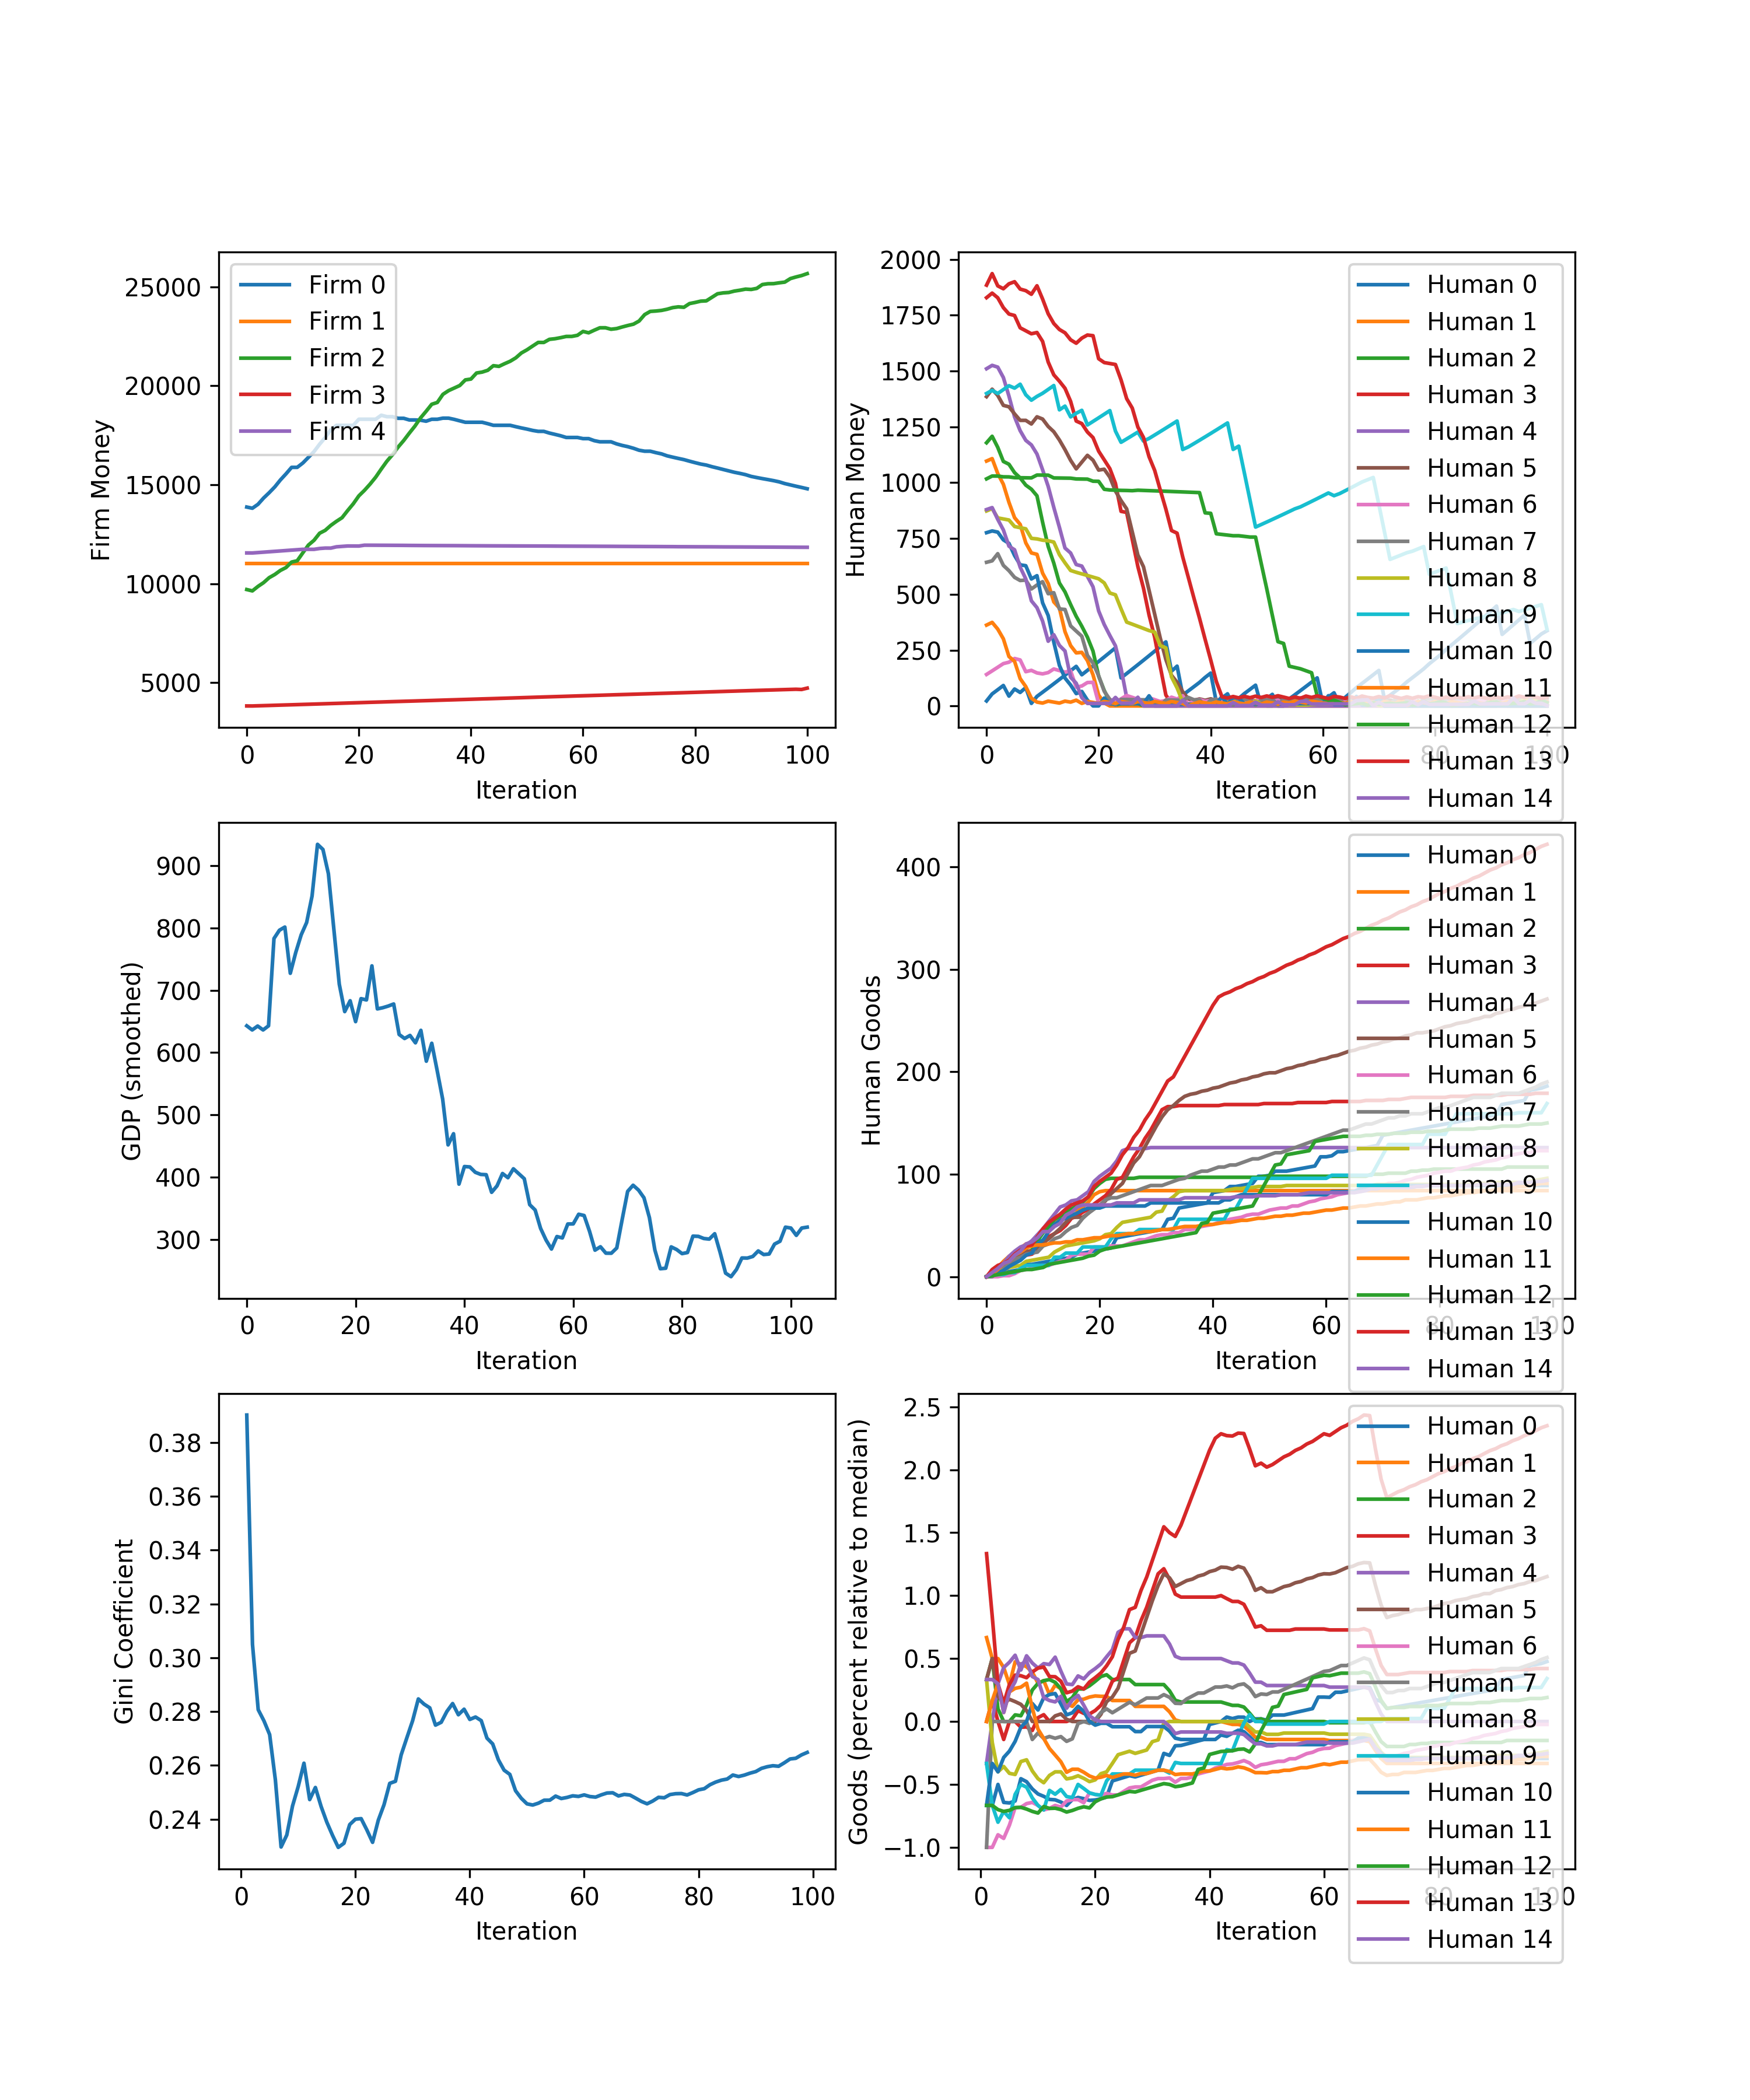 25000
20000
15000
10000
5000
Firm Money
Firm 0
Firm 1
Firm 2
Firm 3
Firm 4
0 20 40 60 80 100
Iteration
2000
1750
1500
1250
1000
750
500
250
0
Human Money
Human 0
Human 1
Human 2
Human 3
Human 4
Human 5
Human 6
Human 7
Human 8
Human 9
Human 10
Human 11
Human 12
Human 13
Human 14
0 20 40 60 80 100
Iteration
900
800
700
600
500
400
300
GDP (smoothed)
0 20 40 60 80 100
Iteration
400
300
200
100
0
Human Goods
Human 0
Human 1
Human 2
Human 3
Human 4
Human 5
Human 6
Human 7
Human 8
Human 9
Human 10
Human 11
Human 12
Human 13
Human 14
0 20 40 60 80 100
Iteration
0.38
0.36
0.34
0.32
0.30
0.28
0.26
0.24
Gini Coefficient
0 20 40 60 80 100
Iteration
2.5
2.0
1.5
1.0
0.5
0.0
−0.5
−1.0
Goods (percent relative to median)
Human 0
Human 1
Human 2
Human 3
Human 4
Human 5
Human 6
Human 7
Human 8
Human 9
Human 10
Human 11
Human 12
Human 13
Human 14
0 20 40 60 80 100
Iteration